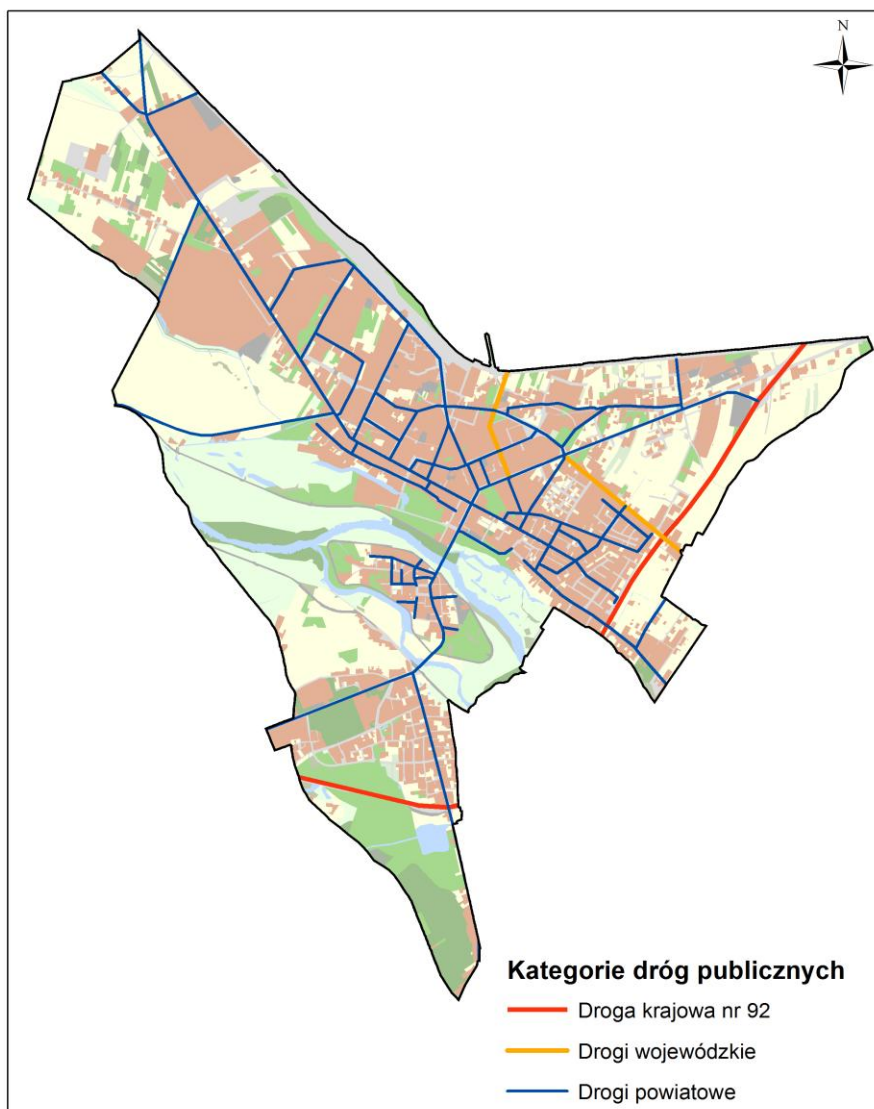 N
Kategorie dróg publicznych
Droga krajowa nr 92
Drogi wojewódzkie
Drogi powiatowe